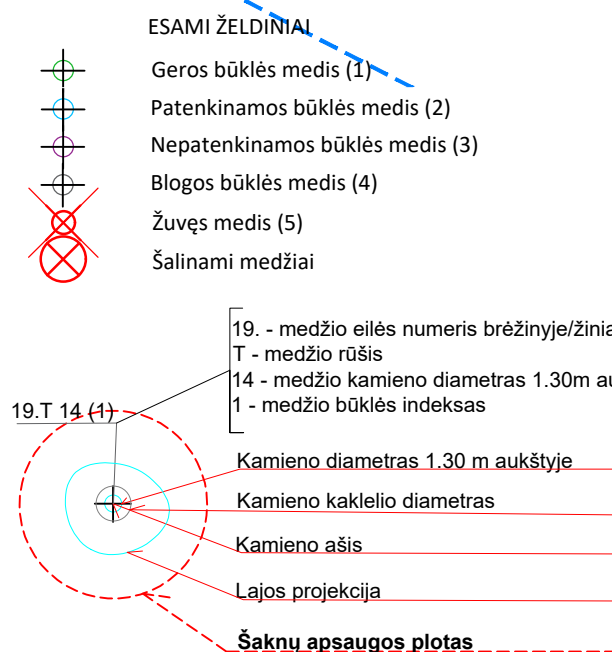 ESAMI ŽELDINIAI
Geros būklės medis (1)
Patenkinamos būklės medis (2)
Nepatenkinamos būklės medis (3)
Blogos būklės medis (4)
Žuvęs medis (5)
Šalinami medžiai
19. - medžio eilės numeris brėžinyje/žinia
T - medžio rūšis
14 - medžio kamieno diametras 1.30m au
1 - medžio būklės indeksas
19.T 14 (1)
Kamieno diametras 1.30 m aukštyje
Kamieno kaklelio diametras
Kamieno ašis
Lajos projekcija
Šaknų apsaugos plotas